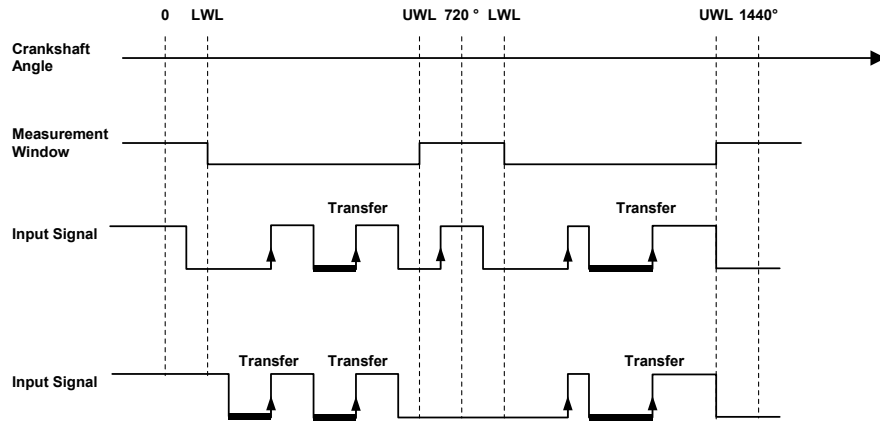 0 LWL UWL 720 ° LWL UWL 1440°
Crankshaft
Angle
Measurement
Window
Transfer Transfer
Input Signal
Transfer Transfer Transfer
Input Signal